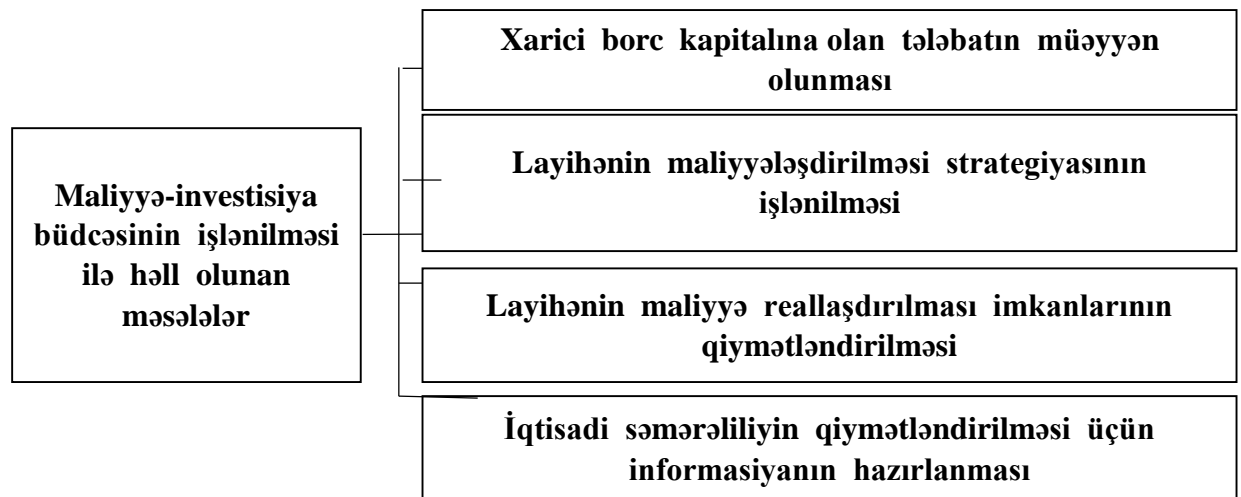 Maliyyə-investisiya
büdcəsinin işlənilməsi
ilə həll olunan
məsələlər
Xarici borc kapitalına olan tələbatın müəyyən
olunması
Layihənin maliyyələşdirilməsi strategiyasının
işlənilməsi
Layihənin maliyyə reallaşdırılması imkanlarının
qiymətləndirilməsi
İqtisadi səmərəliliyin qiymətləndirilməsi üçün
informasiyanın hazırlanması